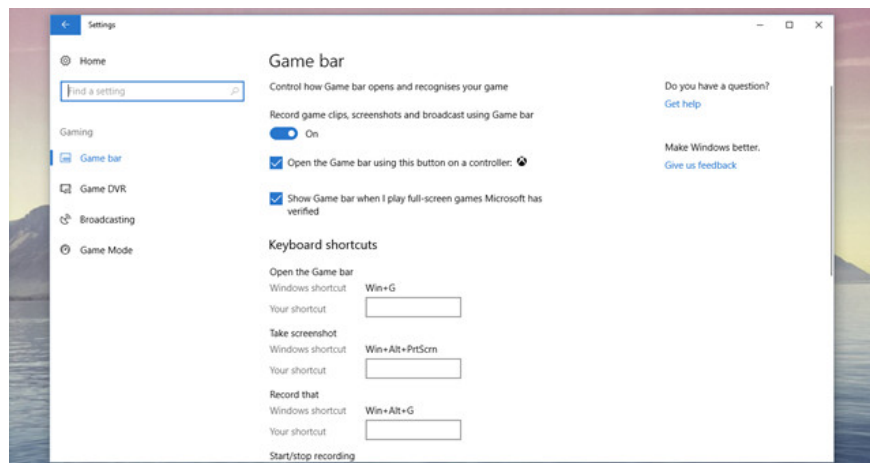 Settings
Home
Find a setting
Gaming
Game bar
Game DVR
Broadcasting
Game Mode
Game bar
Control how Game bar opens and recognises your game
Record game clips, screenshots and broadcast using Game bar
On
Open the Game bar using this button on a controller:
Show Game bar when I play full-screen games Microsoft has
verified
Keyboard shortcuts
Open the Game bar
Windows shortcut Win+G
Your shortcut
Take screenshot
Windows shortcut Win+Alt+PrtScrn
Your shortcut
Record that
Windows shortcut Win+Alt+G
Your shortcut
Start/stop recording
Do you have a question?
Get help
Make Windows better.
Give us feedback